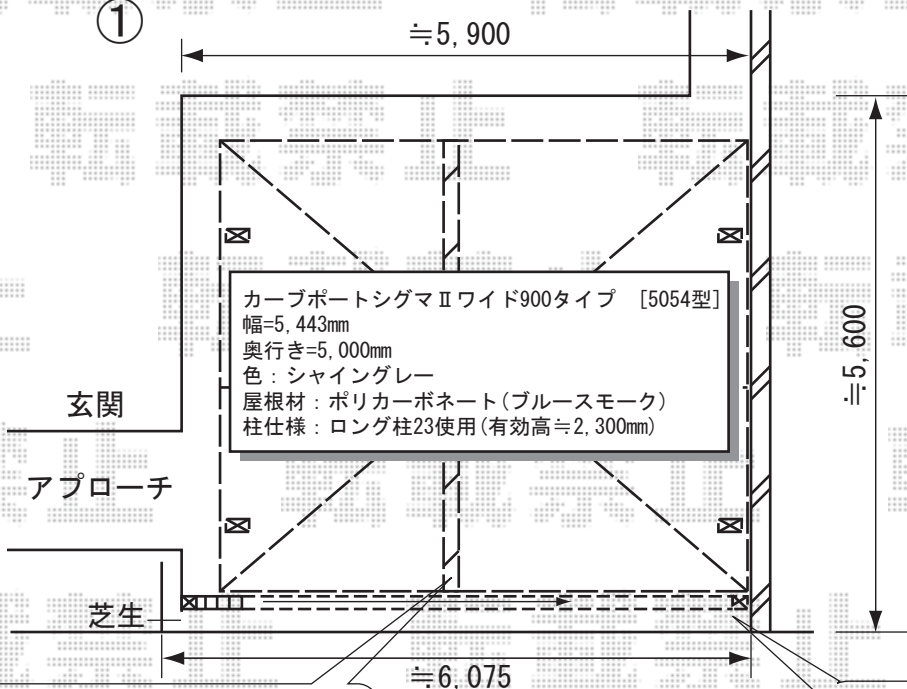 ①
≒5,900
カーブポートシグマⅡワイド900タイプ [5054型]
幅=5,443mm
奥行き=5,000mm
色：シャイングレー
屋根材：ポリカーボネート(ブルースモーク)
柱仕様：ロング柱23使用(有効高≒2,300mm)
≒5,600
玄関
アプローチ
芝生
≒6,075